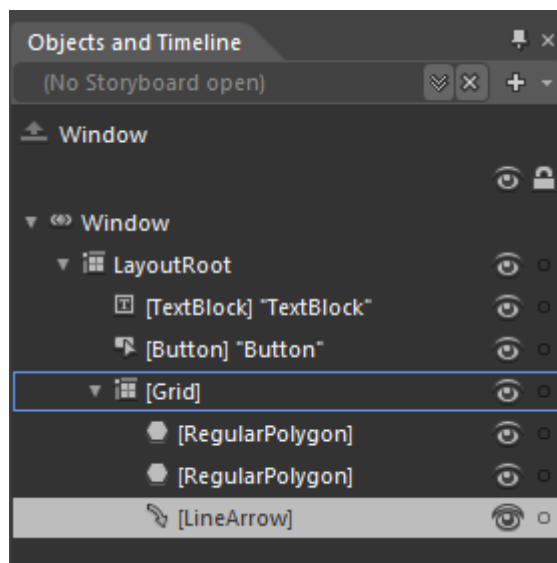 Objects and Timeline
(No Storyboard open)
Window
Window
LayoutRoot
[TextBlock] "TextBlock"
[Button] "Button"
[Grid]
[RegularPolygon]
[RegularPolygon]
[LineArrow]